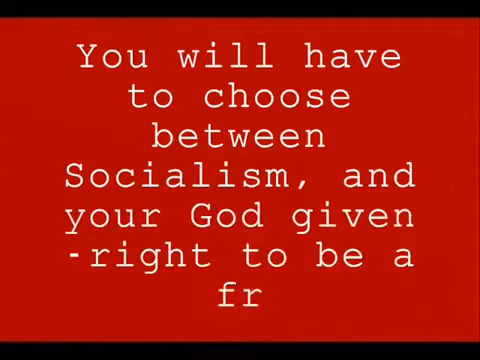 You will have
to choose
between
Socialism, and
your God given
-right to be a
fr